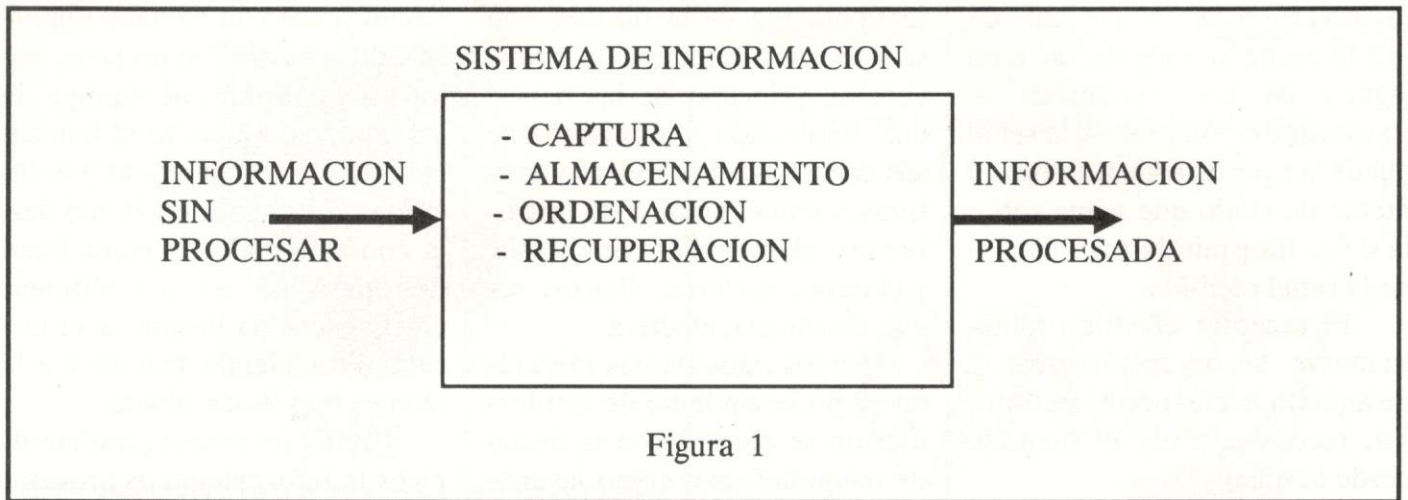 SISTEMA DE INFORMACION
INFORMACION
SIN
PROCESAR
- CAPTURA
- ALMACENAMIENTO
- ORDENACION
- RECUPERACION
INFORMACION
PROCESADA
Figura 1